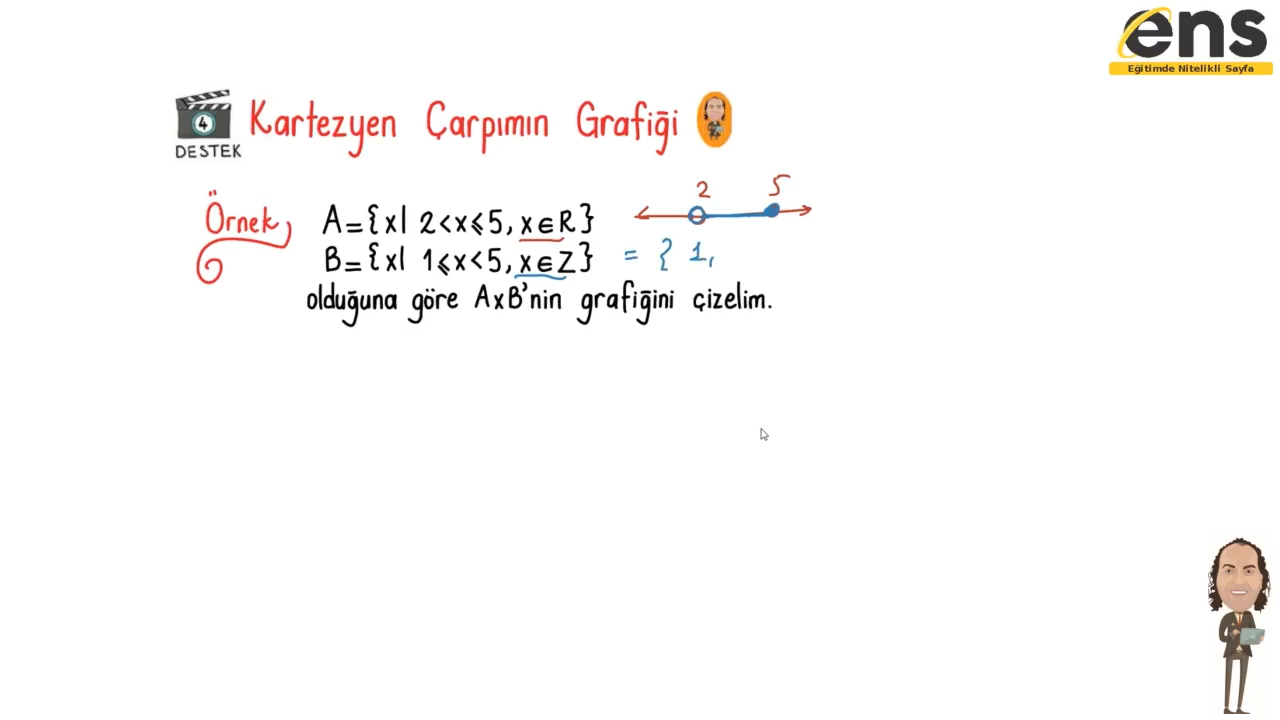 ens
Eğitimde Nitelikli Sayfa
4
DESTEK
Kartezyen Çarpımın Grafiği
Örnek,
A={x| 2<x⩽5, x∈R}
2 5
B={x| 1⩽x<5, x∈Z} = { 1,
olduğuna göre AxB'nin grafiğini çizelim.